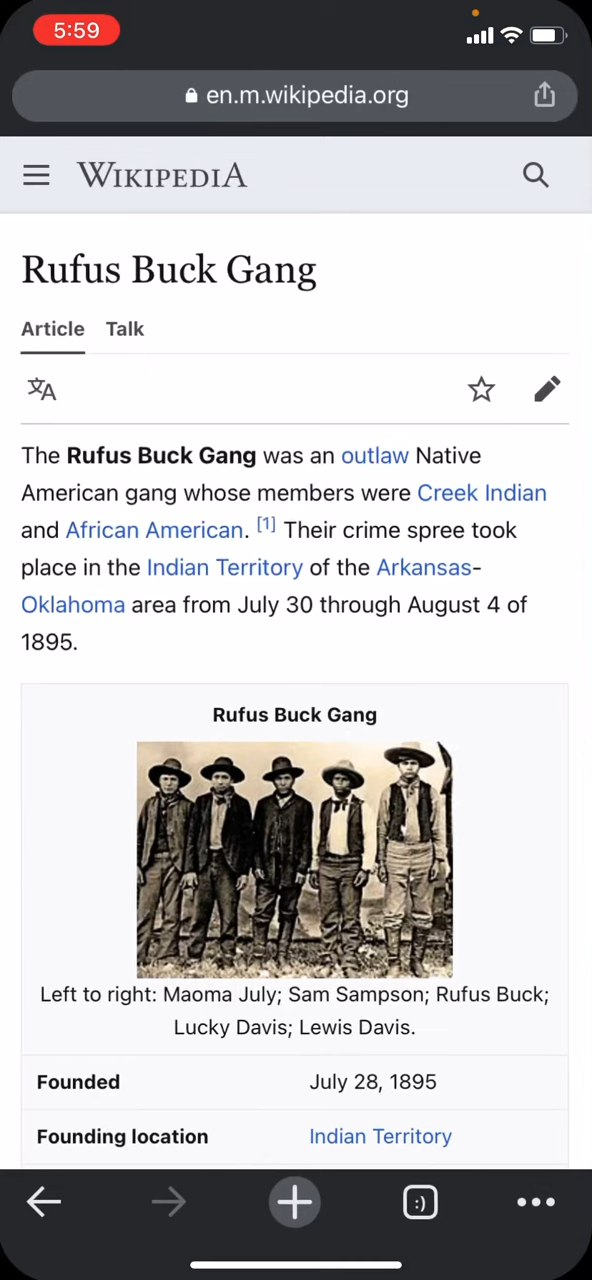 5:59
en.m.wikipedia.org
WIKIPEDIA
Rufus Buck Gang
Article Talk
文A
The Rufus Buck Gang was an outlaw Native
American gang whose members were Creek Indian
and African American. [1] Their crime spree took
place in the Indian Territory of the Arkansas-
Oklahoma area from July 30 through August 4 of
1895.
Rufus Buck Gang
Left to right: Maoma July; Sam Sampson; Rufus Buck;
Lucky Davis; Lewis Davis.
Founded July 28, 1895
Founding location Indian Territory
:)